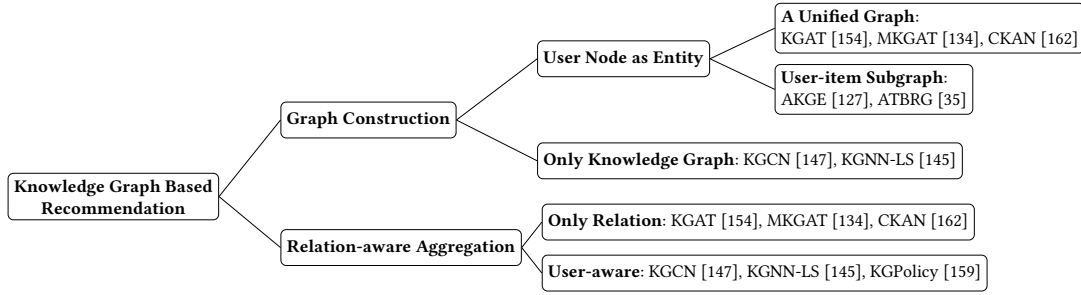 A Unified Graph:
KGAT [154], MKGAT [134], CKAN [162]
User Node as Entity
User-item Subgraph:
AKGE [127], ATBRG [35]
Graph Construction
Only Knowledge Graph: KGCN [147], KGNN-LS [145]
Knowledge Graph Based
Recommendation
Only Relation: KGAT [154], MKGAT [134], CKAN [162]
Relation-aware Aggregation
User-aware: KGCN [147], KGNN-LS [145], KGPolicy [159]